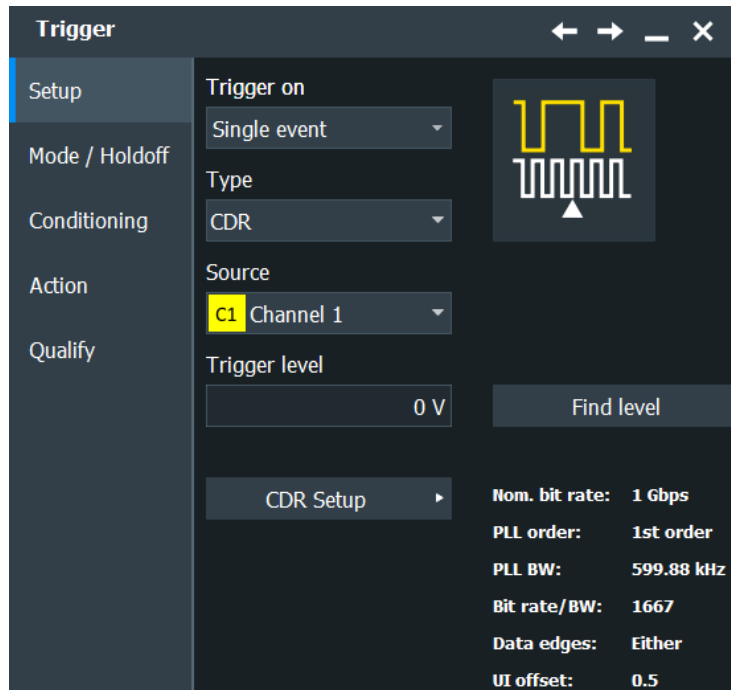 Trigger
Setup
Mode / Holdoff
Conditioning
Action
Qualify
Trigger on
Single event
Type
CDR
Source
C1 Channel 1
Trigger level
0 V
Find level
CDR Setup
Nom. bit rate: 1 Gbps
PLL order: 1st order
PLL BW: 599.88 kHz
Bit rate/BW: 1667
Data edges: Either
UI offset: 0.5